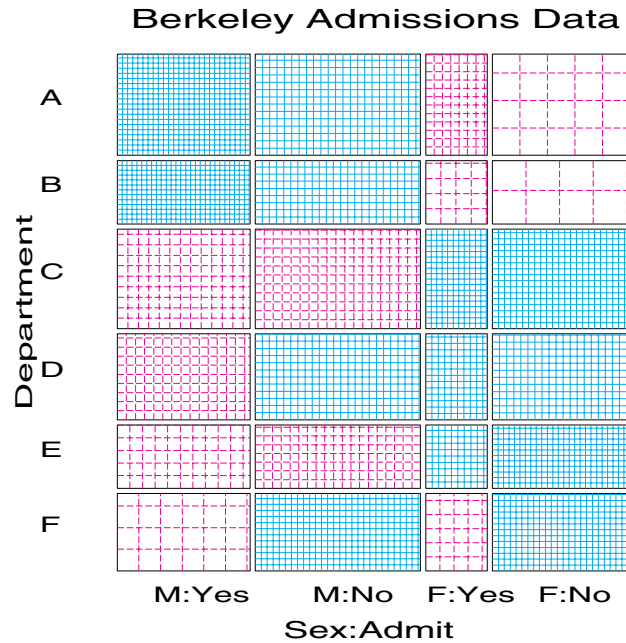 Berkeley Admissions Data
Department
A
B
C
D
E
F
M:Yes M:No F:Yes F:No
Sex:Admit